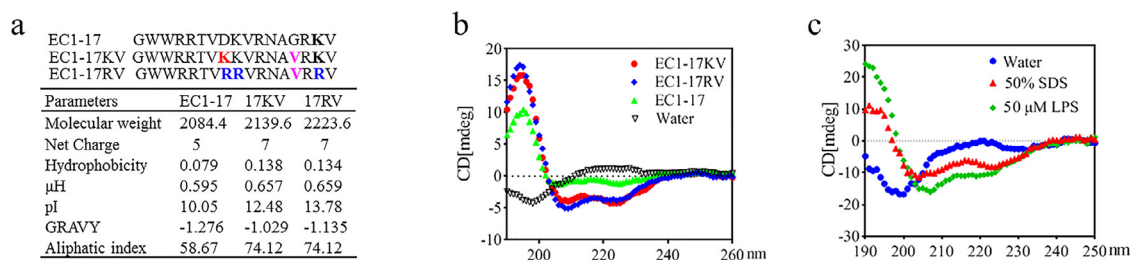 a
EC1-17 GWWRRTVDKVRNAGRKV
EC1-17KV GWWRRTVKKVRNAVRKV
EC1-17RV GWWRRTVRRVRNAVRRV
Parameters EC1-17 17KV 17RV
Molecular weight 2084.4 2139.6 2223.6
Net Charge 5 7 7
Hydrophobicity 0.079 0.138 0.134
μH 0.595 0.657 0.659
pI 10.05 12.48 13.78
GRAVY -1.276 -1.029 -1.135
Aliphatic index 58.67 74.12 74.12
b
CD[mdeg]
20
15
10
5
0
-5
-10
EC1-17KV
EC1-17RV
EC1-17
Water
200 220 240 260 nm
c
CD[mdeg]
30
20
10
0
-10
-20
-30
Water
50% SDS
50 μM LPS
190 200 210 220 230 240 250 nm